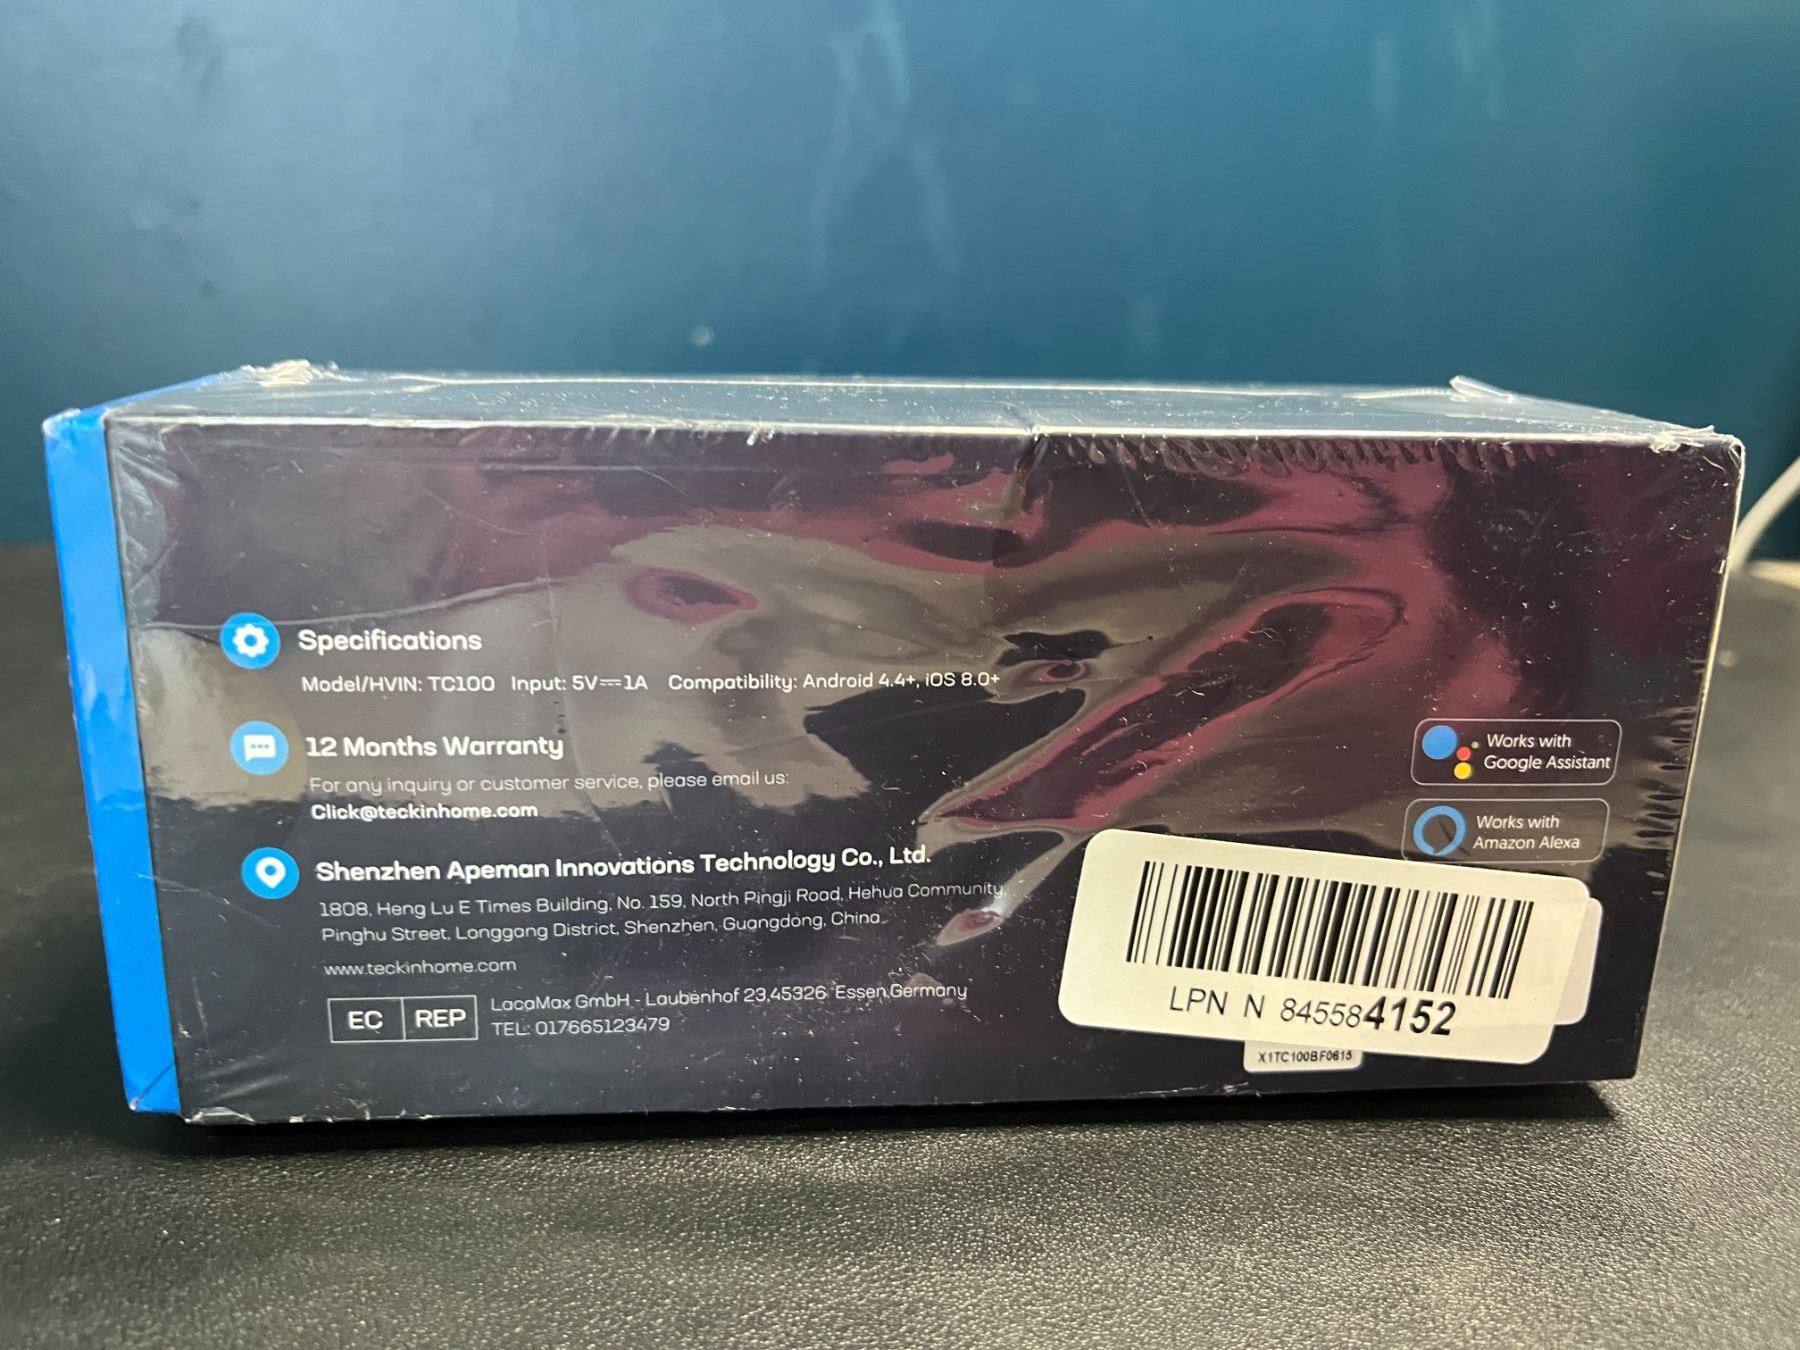 Specifications
Model/HVIN: TC100 Input: 5V⎓1A Compatibility: Android 4.4+, iOS 8.0+
12 Months Warranty
For any inquiry or customer service, please email us:
Click@teckinhome.com
Shenzhen Apeman Innovations Technology Co., Ltd.
1808, Heng Lu E Times Building, No. 159, North Pingji Road, Hehua Community,
Pinghu Street, Longgang District, Shenzhen, Guangdong, China
www.teckinhome.com
EC REP
LacaMax GmbH - Laubenhof 23,45326 Essen,Germany
TEL: 017665123479
Works with
Google Assistant
Works with
Amazon Alexa
LPN N 845584152
X1TC100BF0615